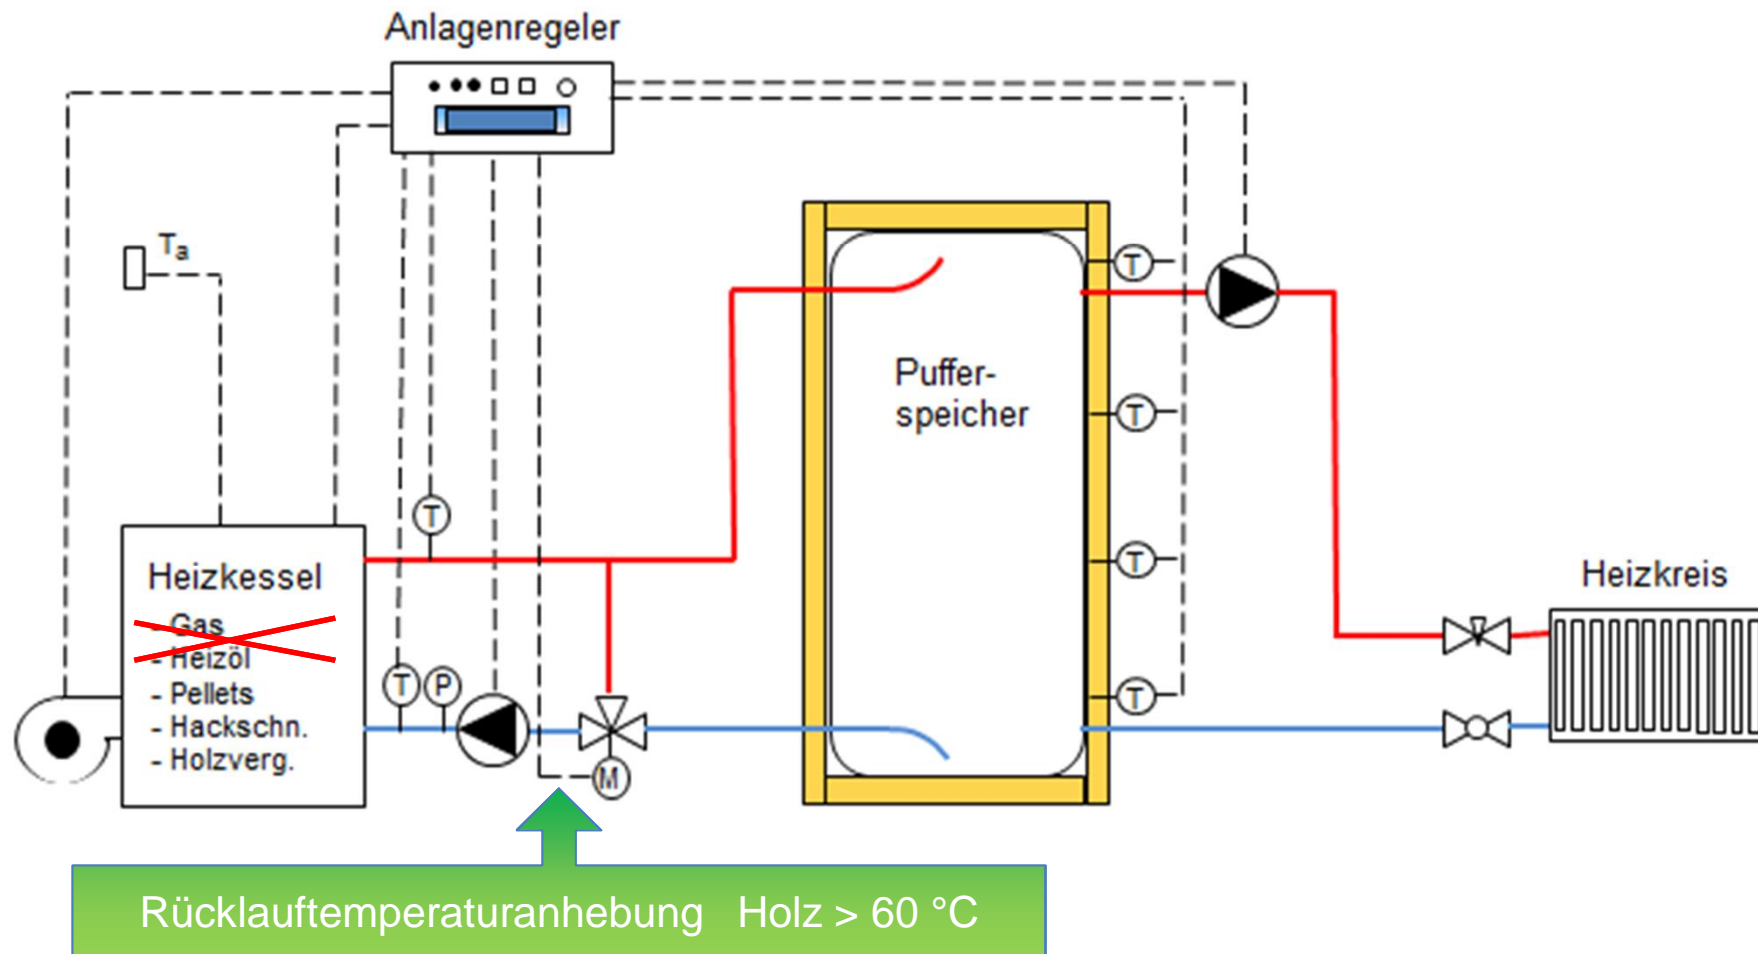 Anlagenregeler
Ta
T
Puffer-
speicher
T
T
T
Heizkessel
- Gas
- Heizöl
- Pellets
- Hackschn.
- Holzverg.
T
P
M
T
Heizkreis
Rücklauftemperaturanhebung Holz > 60 °C